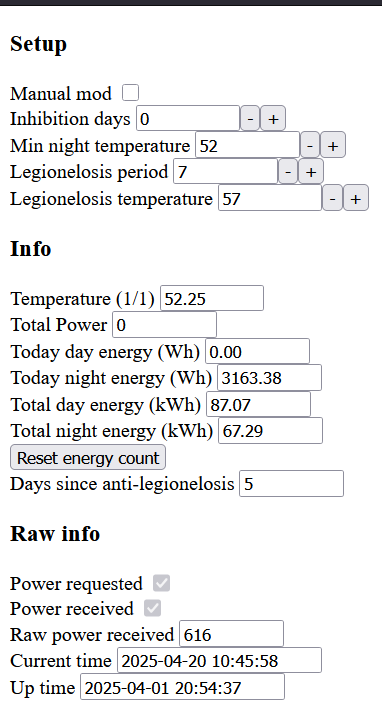 Setup
Manual mod
Inhibition days 0 - +
Min night temperature 52 - +
Legionelosis period 7 - +
Legionelosis temperature 57 - +
Info
Temperature (1/1) 52.25
Total Power 0
Today day energy (Wh) 0.00
Today night energy (Wh) 3163.38
Total day energy (kWh) 87.07
Total night energy (kWh) 67.29
Reset energy count
Days since anti-legionelosis 5
Raw info
Power requested
Power received
Raw power received 616
Current time 2025-04-20 10:45:58
Up time 2025-04-01 20:54:37